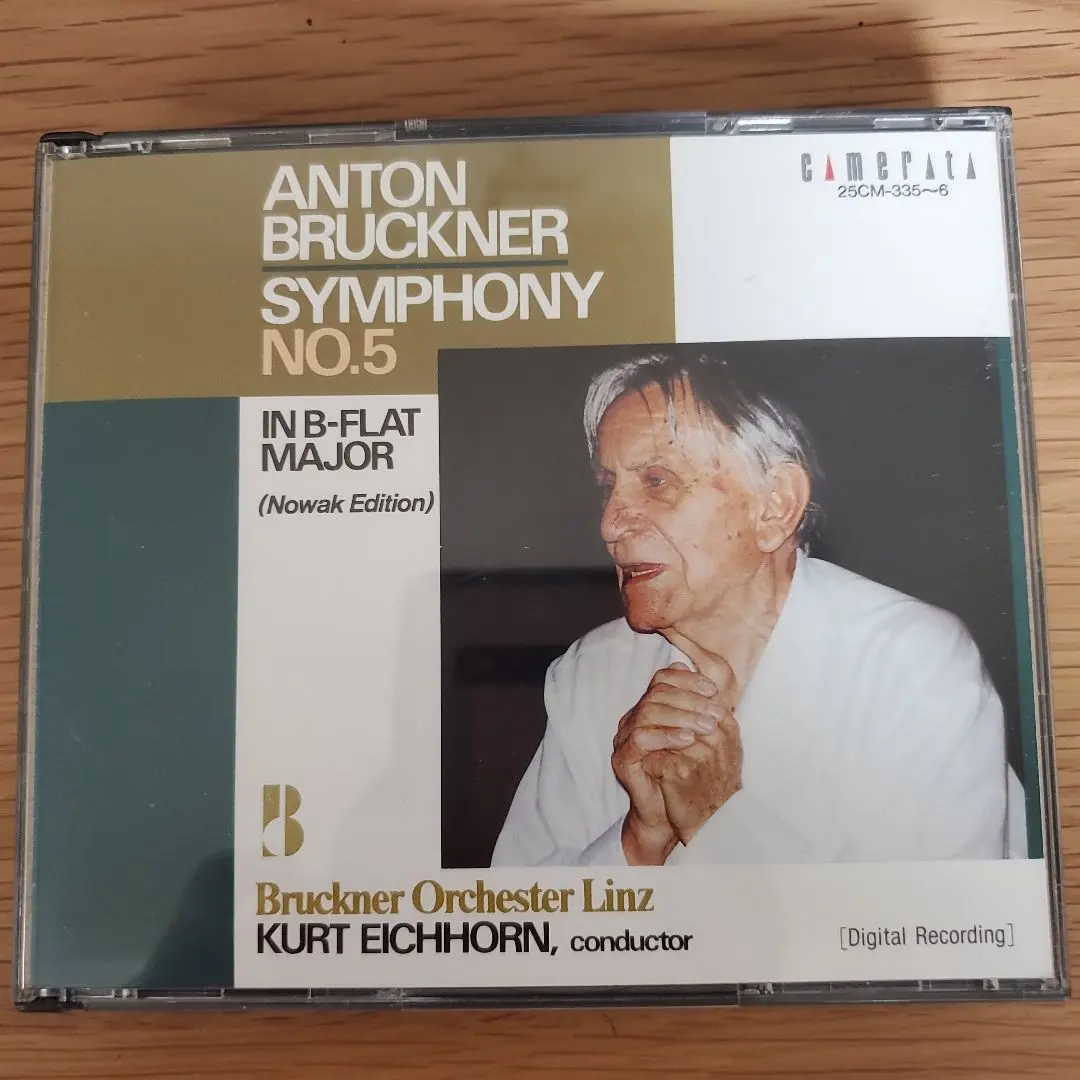 camerata
25CM-335～6
ANTON
BRUCKNER
SYMPHONY
NO.5
IN B-FLAT
MAJOR
(Nowak Edition)
B
Bruckner Orchester Linz
KURT EICHHORN, conductor
[Digital Recording]